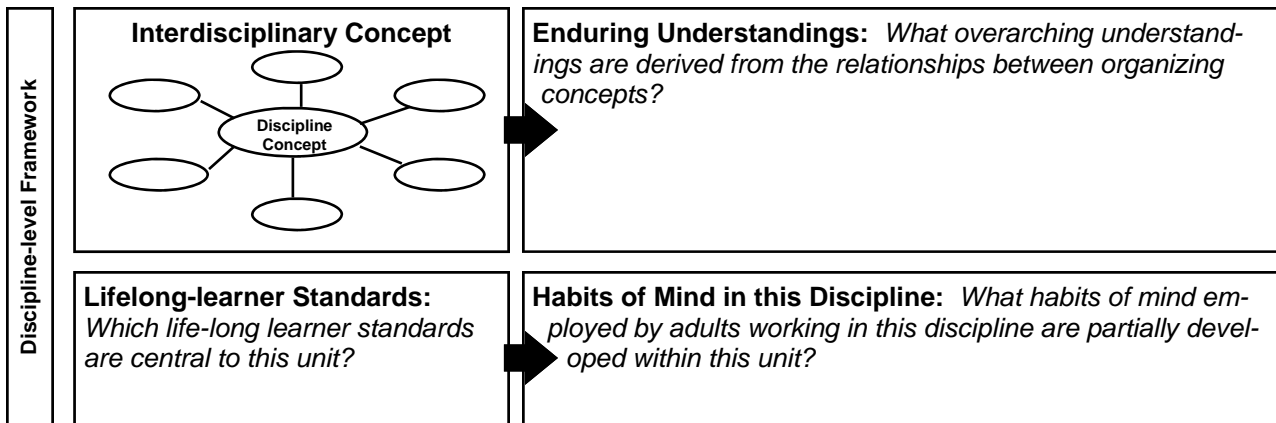 Discipline-level Framework
Interdisciplinary Concept
Discipline
Concept
Enduring Understandings: What overarching understand-
ings are derived from the relationships between organizing
concepts?
Lifelong-learner Standards:
Which life-long learner standards
are central to this unit?
Habits of Mind in this Discipline: What habits of mind em-
ployed by adults working in this discipline are partially devel-
oped within this unit?